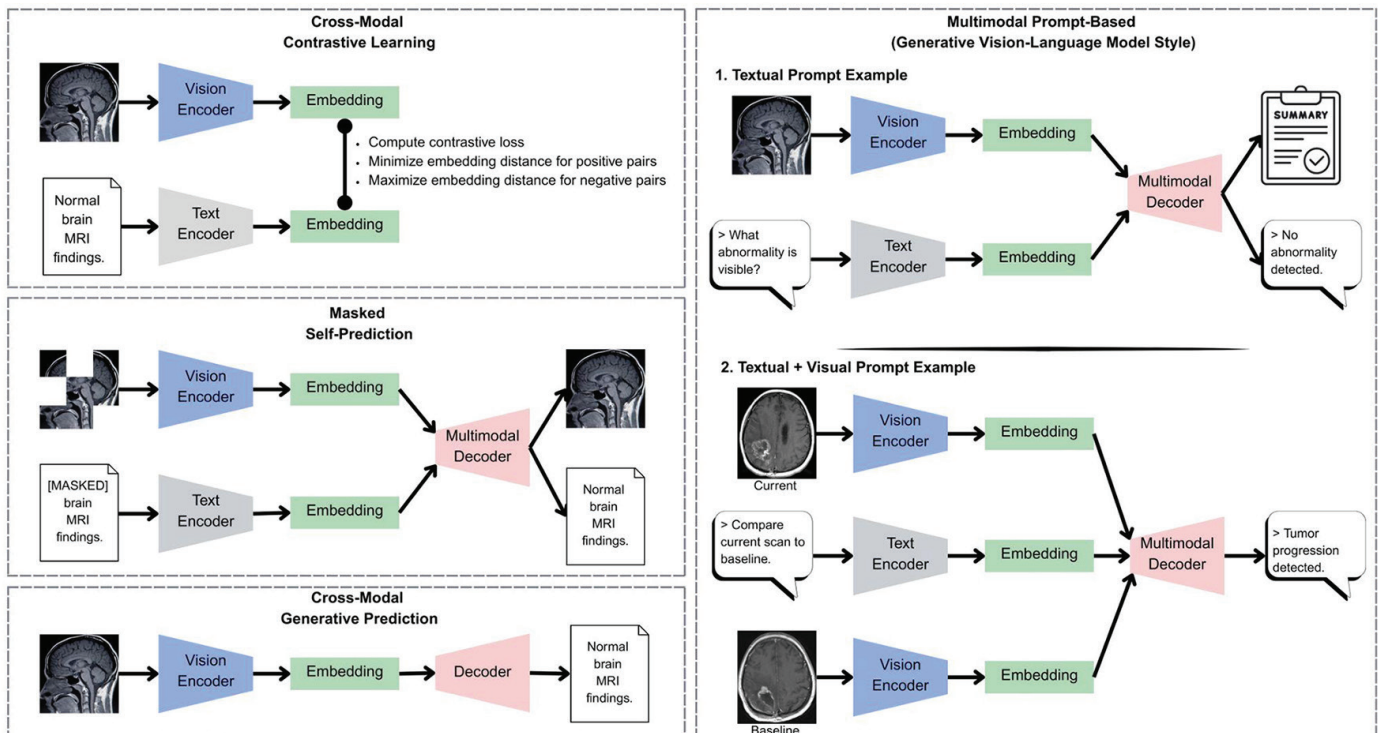 Cross-Modal
Contrastive Learning
Vision
Encoder
Embedding
• Compute contrastive loss
• Minimize embedding distance for positive pairs
• Maximize embedding distance for negative pairs
Normal
brain
MRI
findings.
Text
Encoder
Embedding
Masked
Self-Prediction
Vision
Encoder
Embedding
Multimodal
Decoder
[MASKED]
brain
MRI
findings.
Text
Encoder
Embedding
Normal
brain
MRI
findings.
Cross-Modal
Generative Prediction
Vision
Encoder
Embedding
Decoder
Normal
brain
MRI
findings.
Multimodal Prompt-Based
(Generative Vision-Language Model Style)
1. Textual Prompt Example
Vision
Encoder
Embedding
Multimodal
Decoder
SUMMARY
> What
abnormality is
visible?
Text
Encoder
Embedding
> No
abnormality
detected.
2. Textual + Visual Prompt Example
Current
Vision
Encoder
Embedding
> Compare
current scan to
baseline.
Text
Encoder
Embedding
Multimodal
Decoder
> Tumor
progression
detected.
Baseline
Vision
Encoder
Embedding